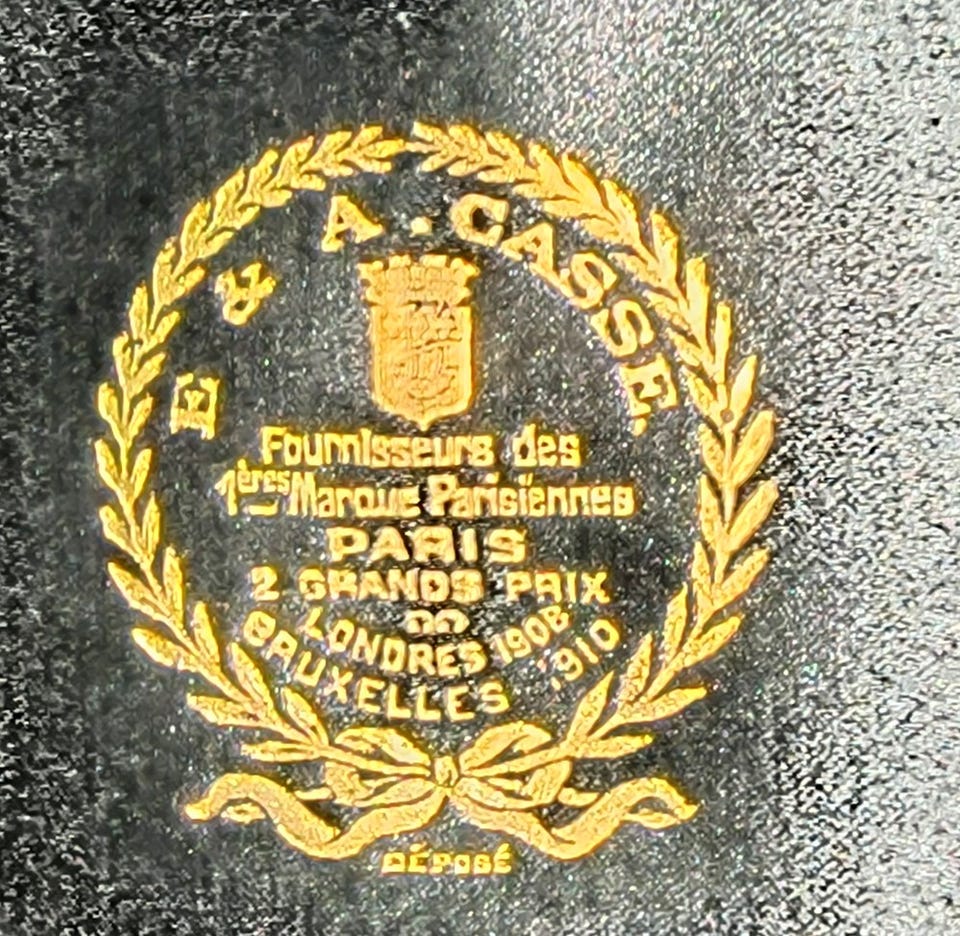 E & A. CASSE.
Fournisseurs des
1ères Marque Parisiennes
PARIS
2 GRANDS PRIX
LONDRES 1908
BRUXELLES 1910
DÉPOSÉ